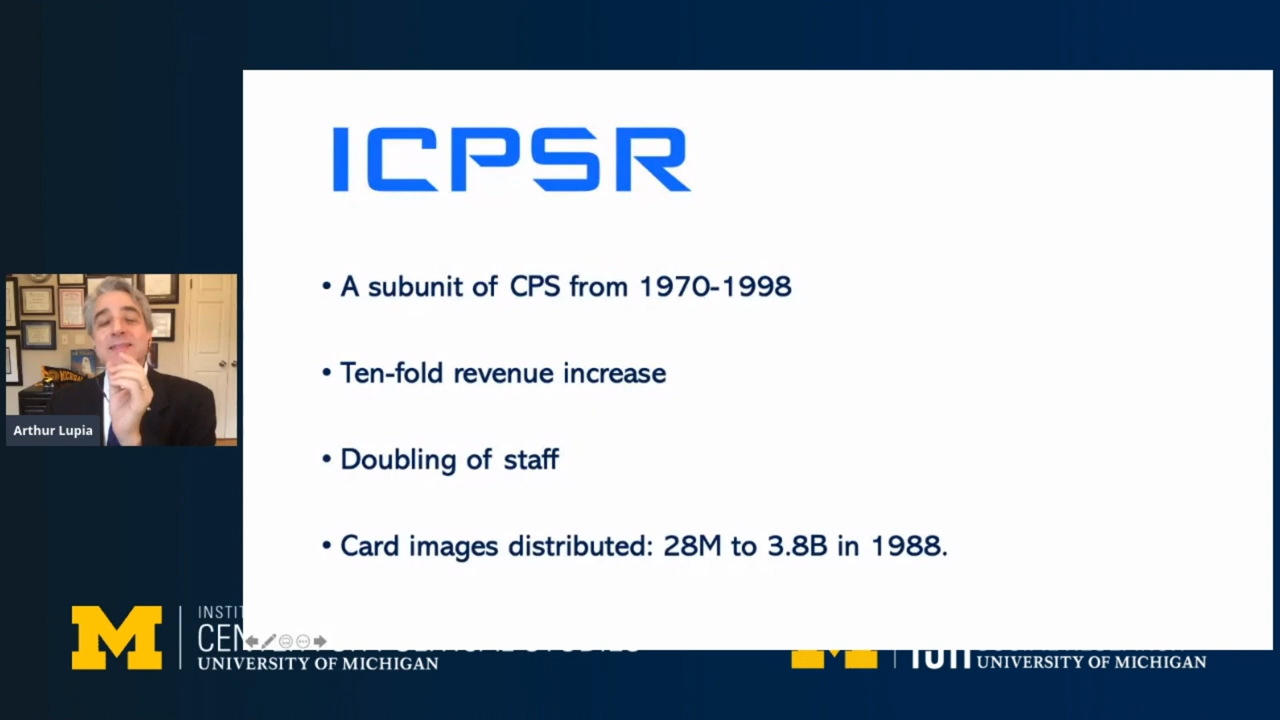 ICPSR
• A subunit of CPS from 1970-1998
• Ten-fold revenue increase
• Doubling of staff
• Card images distributed: 28M to 3.8B in 1988.
Arthur Lupia
M
UNIVERSITY OF MICHIGAN
UNIVERSITY OF MICHIGAN